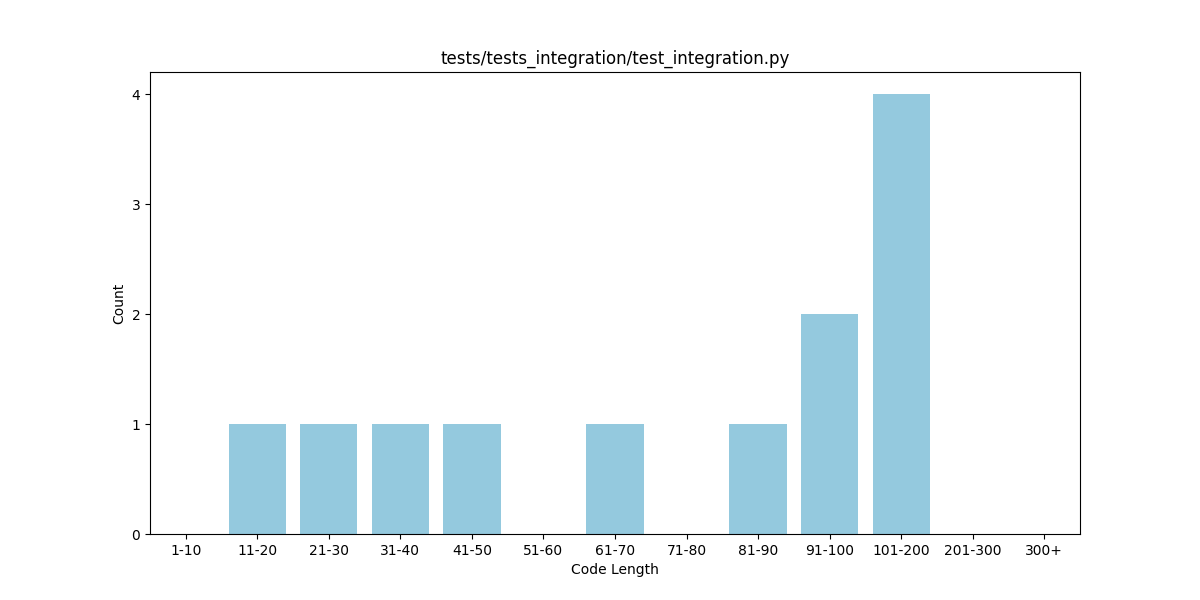 tests/tests_integration/test_integration.py
4
3
2
1
0
Count
1-10 11-20 21-30 31-40 41-50 51-60 61-70 71-80 81-90 91-100 101-200 201-300 300+
Code Length